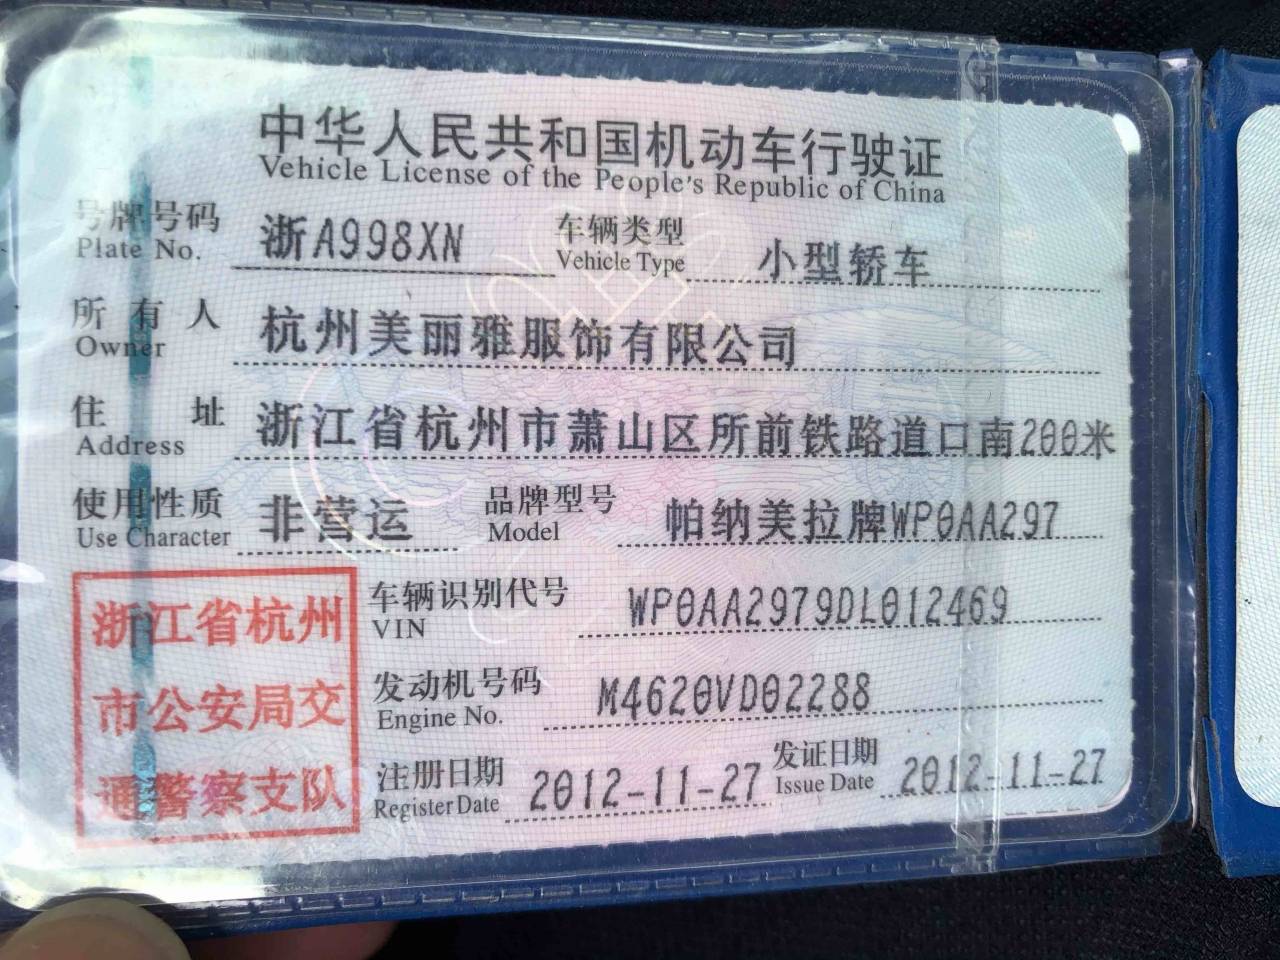 中华人民共和国机动车行驶证
Vehicle License of the People's Republic of China
号牌号码 浙A998XN 车辆类型 小型轿车
Plate No. Vehicle Type
所有人 杭州美丽雅服饰有限公司
Owner
住址 浙江省杭州市萧山区所前铁路道口南200米
Address
使用性质 非营运 品牌型号 帕纳美拉牌WP0AA297
Use Character Model
浙江省杭州
市公安局交
通警察支队
车辆识别代号 WP0AA2979DL012469
VIN
发动机号码 M4620VD02288
Engine No.
注册日期 2012-11-27 发证日期 2012-11-27
Register Date Issue Date